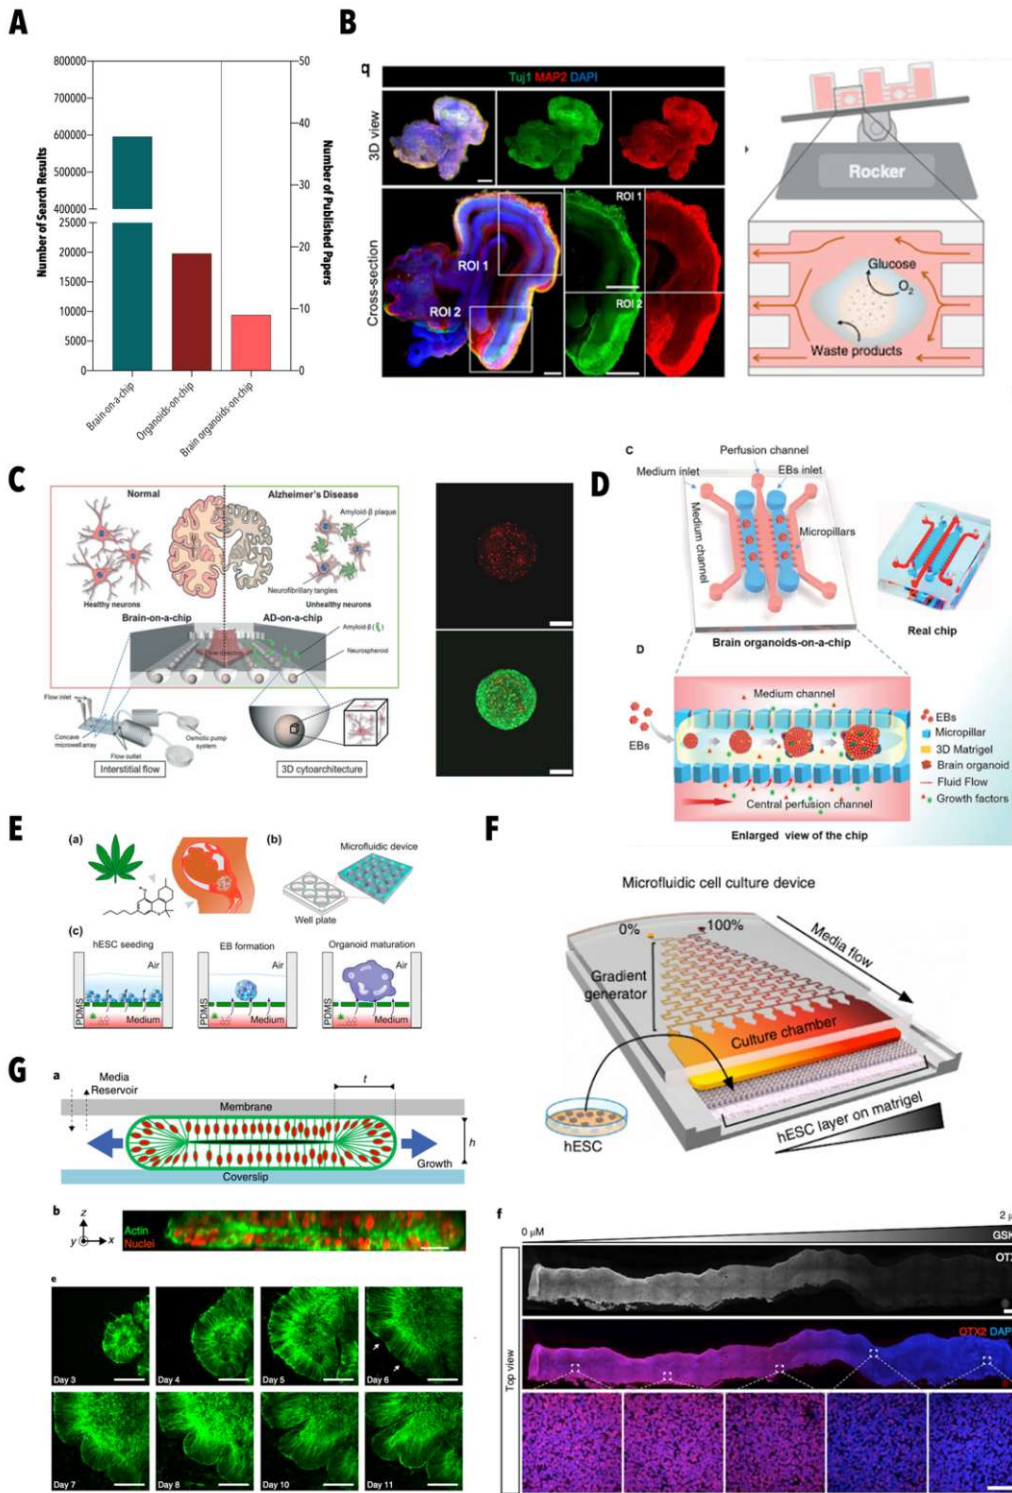 A
800000
700000
600000
500000
400000
25000
20000
15000
10000
5000
0
50
40
30
20
10
0
Number of Search Results
Number of Published Papers
Brain-on-a-chip
Organoids-on-chip
Brain organoids-on-chip
B
q
Tuj1 MAP2 DAPI
3D view
Cross-section
ROI 1
ROI 2
ROI 1
ROI 2
Rocker
Glucose
O2
Waste products
C
Normal
Alzheimer's Disease
Amyloid-β plaque
Neurofibrillary tangles
Healthy neurons
Unhealthy neurons
Brain-on-a-chip
AD-on-a-chip
Amyloid-β
Neurospheroid
Flow inlet
Concave
microwell
array
Flow outlet
Osmotic pump
system
Interstitial flow
3D cytoarchitecture
D
C
Perfusion channel
Medium inlet
EBs inlet
Medium channel
Micropillars
Brain organoids-on-a-chip
Real chip
D
Medium channel
EBs
Central perfusion channel
EBs
Micropillar
3D Matrigel
Brain organoid
Fluid Flow
Growth factors
Enlarged view of the chip
E
(a)
(b)
Microfluidic device
Well plate
(c)
hESC seeding
EB formation
Organoid maturation
Air
Air
Air
PDMS
PDMS
PDMS
Medium
Medium
Medium
F
Microfluidic cell culture device
0%
100%
Media flow
Gradient
generator
Culture chamber
hESC
hESC layer on matrigel
G
a
Media
Reservoir
t
Membrane
h
Growth
Coverslip
b
z
y
x
Actin
Nuclei
e
Day 3
Day 4
Day 5
Day 6
Day 7
Day 8
Day 10
Day 11
f
0 µM
2 µ
GSK
OTX
OTX2 DAP
Top view